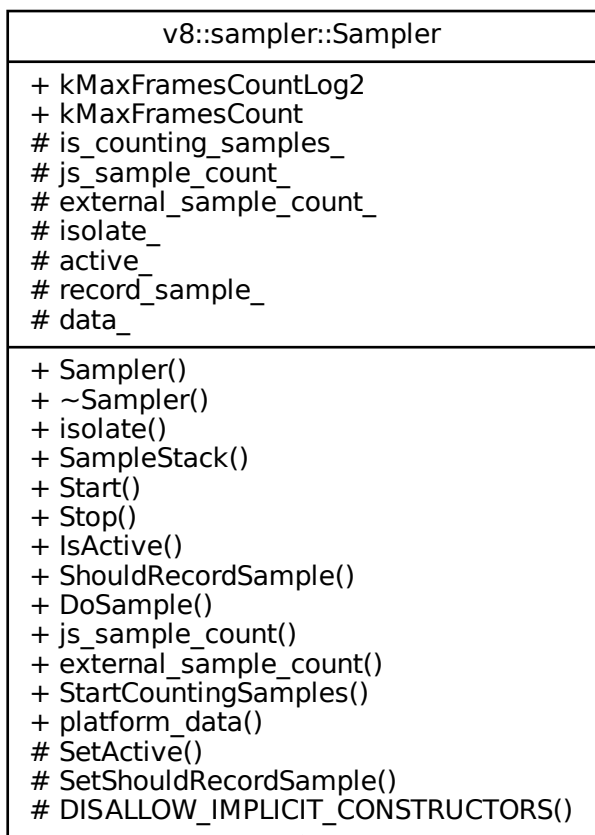 v8::sampler::Sampler
+ kMaxFramesCountLog2
+ kMaxFramesCount
# is_counting_samples_
# js_sample_count_
# external_sample_count_
# isolate_
# active_
# record_sample_
# data_
+ Sampler()
+ ~Sampler()
+ isolate()
+ SampleStack()
+ Start()
+ Stop()
+ IsActive()
+ ShouldRecordSample()
+ DoSample()
+ js_sample_count()
+ external_sample_count()
+ StartCountingSamples()
+ platform_data()
# SetActive()
# SetShouldRecordSample()
# DISALLOW_IMPLICIT_CONSTRUCTORS()